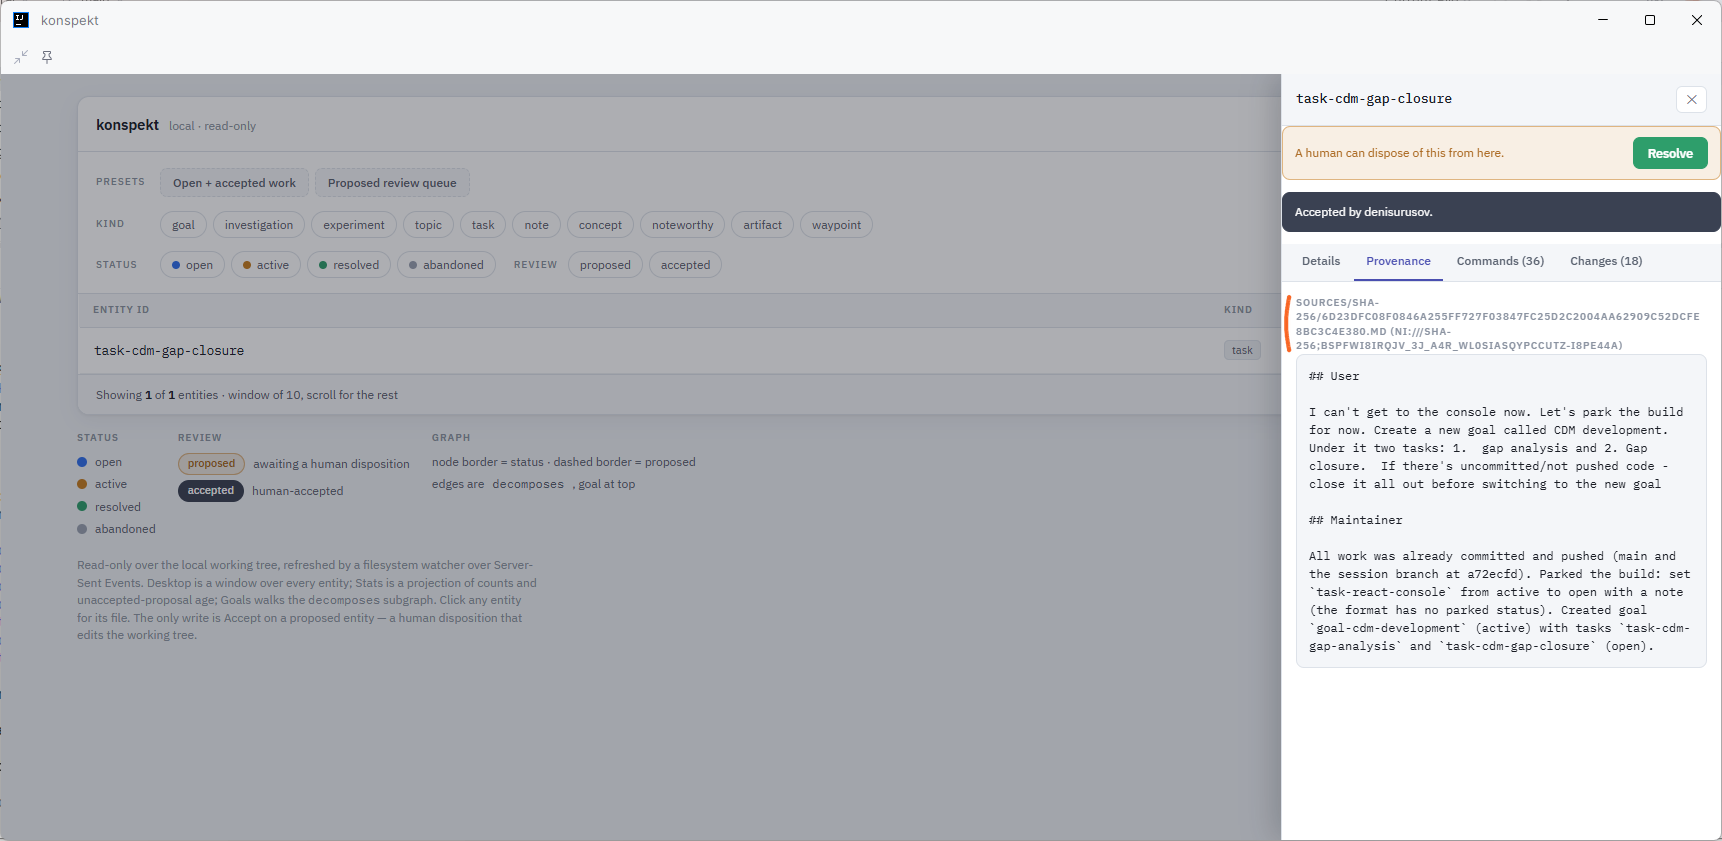 konspekt
task-cdm-gap-closure
A human can dispose of this from here.
Resolve
Accepted by denisurusov.
Details Provenance Commands (36) Changes (18)
SOURCES/SHA-
256/6D23DFC08F0846A255FF727F03847FC25D2C2004AA62909C52DCFE
8BC3C4E380.MD (NI:///SHA-
256;BSPFWI8IRQJV_3J_A4R_WL0SIASQYPCCUTZ-I8PE44A)
## User
I can't get to the console now. Let's park the build
for now. Create a new goal called CDM development.
Under it two tasks: 1.  gap analysis and 2. Gap
closure.  If there's uncommitted/not pushed code -
close it all out before switching to the new goal
## Maintainer
All work was already committed and pushed (main and
the session branch at a72ecfd). Parked the build: set
`task-react-console` from active to open with a note
(the format has no parked status). Created goal
`goal-cdm-development` (active) with tasks `task-cdm-
gap-analysis` and `task-cdm-gap-closure` (open).
konspekt local · read-only
PRESETS Open + accepted work Proposed review queue
KIND goal investigation experiment topic task note concept noteworthy artifact waypoint
STATUS open active resolved abandoned REVIEW proposed accepted
ENTITY ID KIND
task-cdm-gap-closure task
Showing 1 of 1 entities · window of 10, scroll for the rest
STATUS
open
active
resolved
abandoned
REVIEW
proposed awaiting a human disposition
accepted human-accepted
GRAPH
node border = status · dashed border = proposed
edges are decomposes , goal at top
Read-only over the local working tree, refreshed by a filesystem watcher over Server-
Sent Events. Desktop is a window over every entity; Stats is a projection of counts and
unaccepted-proposal age; Goals walks the decomposes subgraph. Click any entity
for its file. The only write is Accept on a proposed entity — a human disposition that
edits the working tree.